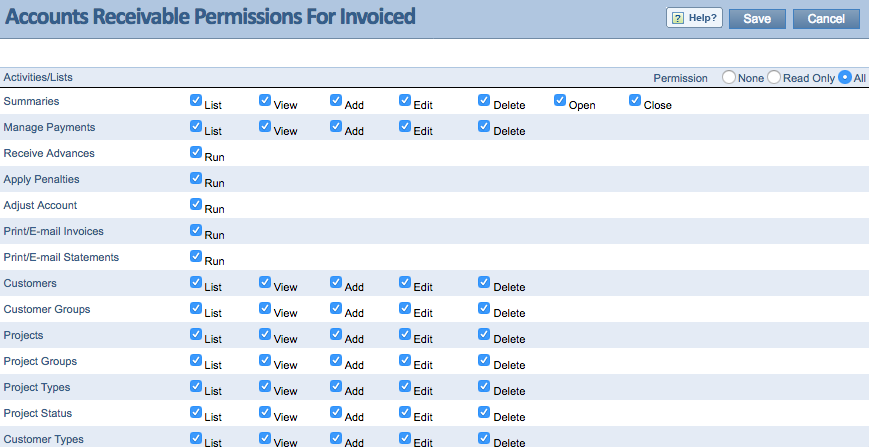 Accounts Receivable Permissions For Invoiced
Help? Save Cancel
Activities/Lists Permission None Read Only All
Summaries List View Add Edit Delete Open Close
Manage Payments List View Add Edit Delete
Receive Advances Run
Apply Penalties Run
Adjust Account Run
Print/E-mail Invoices Run
Print/E-mail Statements Run
Customers List View Add Edit Delete
Customer Groups List View Add Edit Delete
Projects List View Add Edit Delete
Project Groups List View Add Edit Delete
Project Types List View Add Edit Delete
Project Status List View Add Edit Delete
Customer Types List View Add Edit Delete